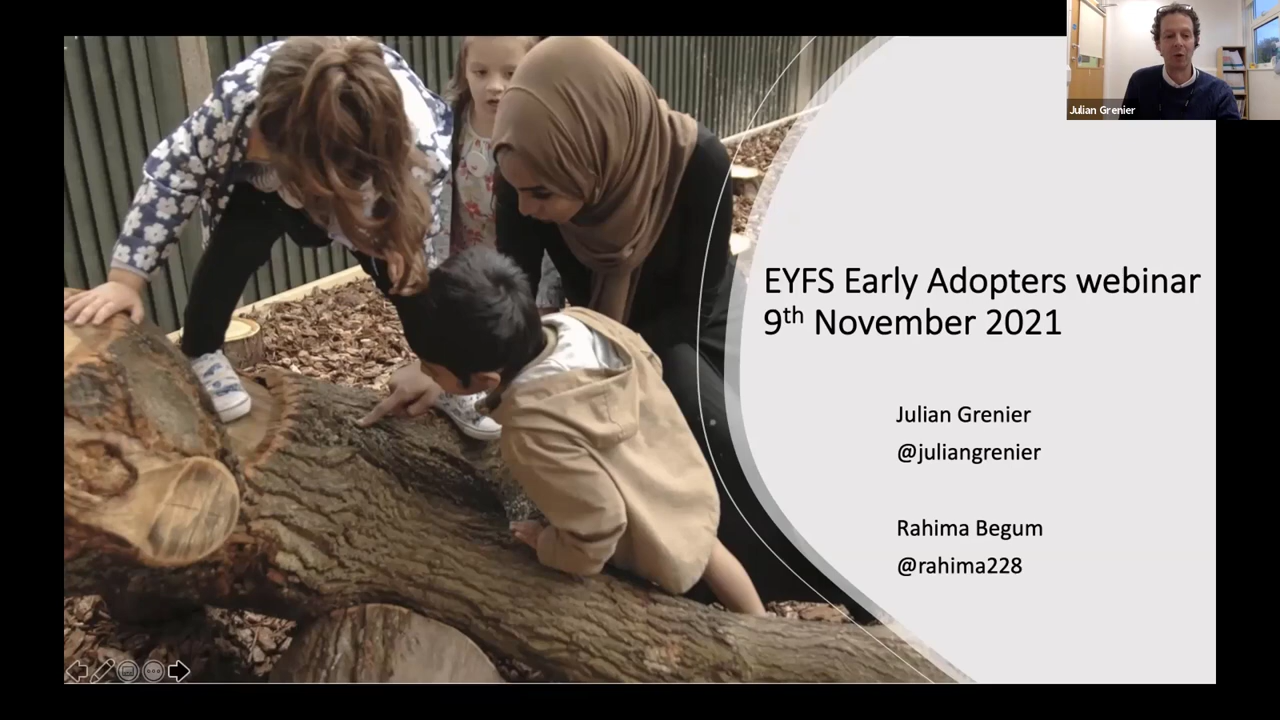 Julian Grenier
EYFS Early Adopters webinar
9th November 2021
Julian Grenier
@juliangrenier
Rahima Begum
@rahima228